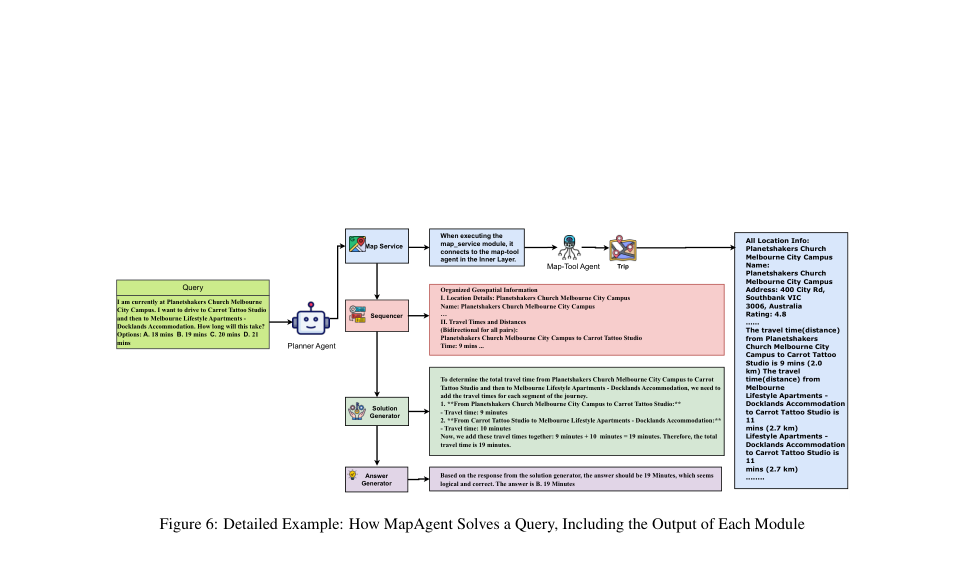 Query
I am currently at Planetshakers Church Melbourne
City Campus. I want to drive to Carrot Tattoo Studio
and then to Melbourne Lifestyle Apartments -
Docklands Accommodation. How long will this take?
Options: A. 18 mins B. 19 mins C. 20 mins D. 21
mins
Planner Agent
Map Service
When executing the
map_service module, it
connects to the map-tool
agent in the Inner Layer.
Map-Tool Agent
Trip
Sequencer
Organized Geospatial Information
I. Location Details: Planetshakers Church Melbourne City Campus
Name: Planetshakers Church Melbourne City Campus
...
II. Travel Times and Distances
(Bidirectional for all pairs):
Planetshakers Church Melbourne City Campus to Carrot Tattoo Studio
Time: 9 mins ...
Solution
Generator
To determine the total travel time from Planetshakers Church Melbourne City Campus to Carrot
Tattoo Studio and then to Melbourne Lifestyle Apartments - Docklands Accommodation, we need to
add the travel times for each segment of the journey.
1. **From Planetshakers Church Melbourne City Campus to Carrot Tattoo Studio:**
- Travel time: 9 minutes
2. **From Carrot Tattoo Studio to Melbourne Lifestyle Apartments - Docklands Accommodation:**
- Travel time: 10 minutes
Now, we add these travel times together: 9 minutes + 10 minutes = 19 minutes. Therefore, the total
travel time is 19 minutes.
Answer
Generator
Based on the response from the solution generator, the answer should be 19 Minutes, which seems
logical and correct. The answer is B. 19 Minutes
All Location Info:
Planetshakers Church
Melbourne City Campus
Name:
Planetshakers Church
Melbourne City Campus
Address: 400 City Rd,
Southbank VIC
3006, Australia
Rating: 4.8
......
The travel time(distance)
from Planetshakers
Church Melbourne City
Campus to Carrot Tattoo
Studio is 9 mins (2.0
km) The travel
time(distance) from
Melbourne
Lifestyle Apartments -
Docklands Accommodation
to Carrot Tattoo Studio is
11
mins (2.7 km)
Lifestyle Apartments -
Docklands Accommodation
to Carrot Tattoo Studio is
11
mins (2.7 km)
........
Figure 6: Detailed Example: How MapAgent Solves a Query, Including the Output of Each Module